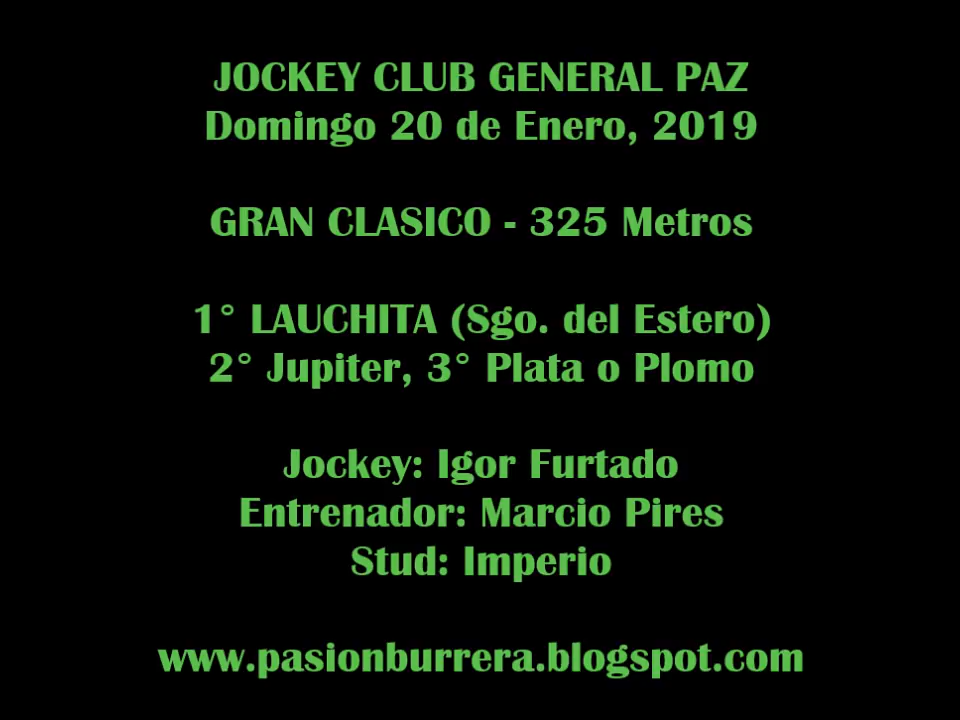 JOCKEY CLUB GENERAL PAZ
Domingo 20 de Enero, 2019
GRAN CLASICO - 325 Metros
1° LAUCHITA (Sgo. del Estero)
2° Jupiter, 3° Plata o Plomo
Jockey: Igor Furtado
Entrenador: Marcio Pires
Stud: Imperio
www.pasionburrera.blogspot.com